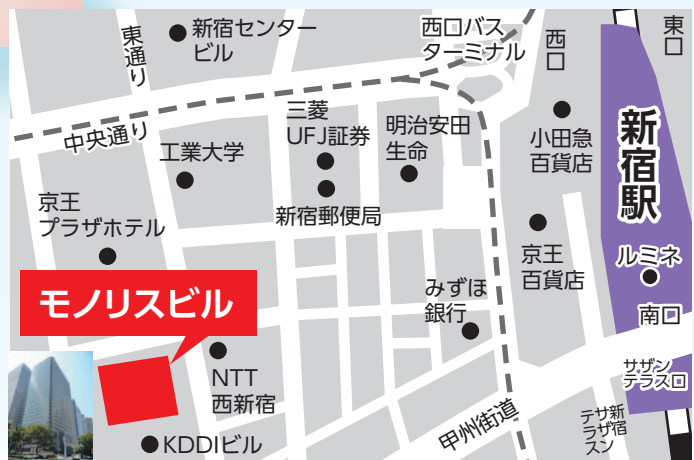 東通り
新宿センター
ビル
西口バス
ターミナル
西口
東口
中央通り
工業大学
三菱
UFJ証券
明治安田
生命
小田急
百貨店
新宿駅
京王
プラザホテル
新宿郵便局
京王
百貨店
ルミネ
みずほ
銀行
南口
モノリスビル
NTT
西新宿
サザン
テラス口
甲州街道
新宿
サザン
テラス
KDDIビル